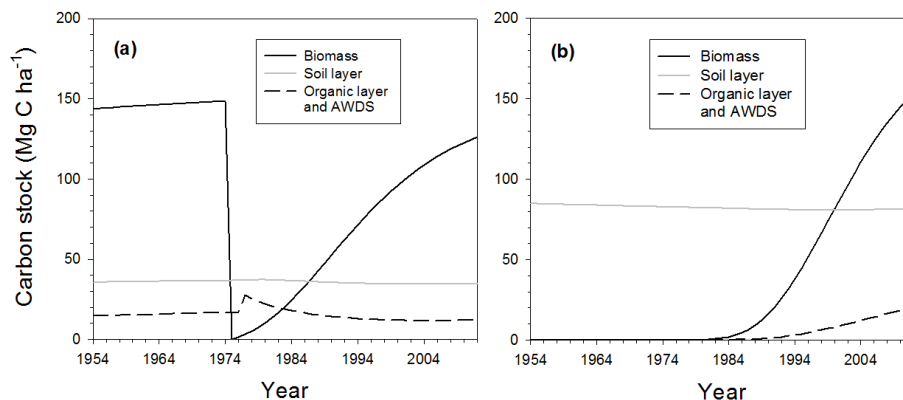 (a)
Biomass
Soil layer
Organic layer
and AWDS
Carbon stock (Mg C ha⁻¹)
200
150
100
50
0
1954
1964
1974
1984
1994
2004
Year
(b)
Biomass
Soil layer
Organic layer
and AWDS
200
150
100
50
0
1954
1964
1974
1984
1994
2004
Year